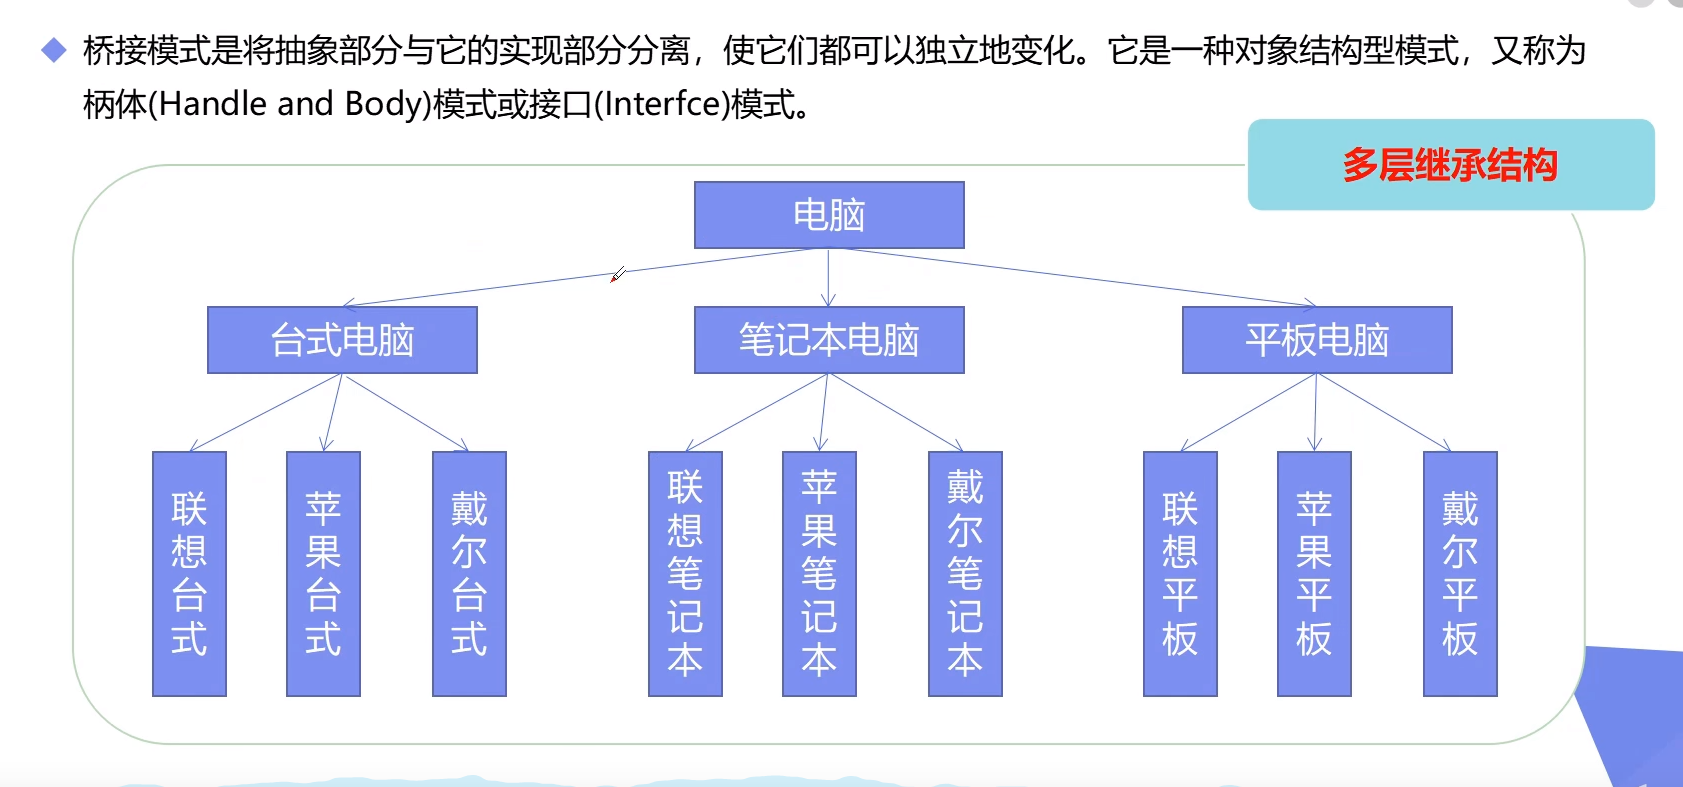 桥接模式是将抽象部分与它的实现部分分离，使它们都可以独立地变化。它是一种对象结构型模式，又称为
柄体(Handle and Body)模式或接口(Interfce)模式。
多层继承结构
电脑
台式电脑
笔记本电脑
平板电脑
联想台式
苹果台式
戴尔台式
联想笔记本
苹果笔记本
戴尔笔记本
联想平板
苹果平板
戴尔平板